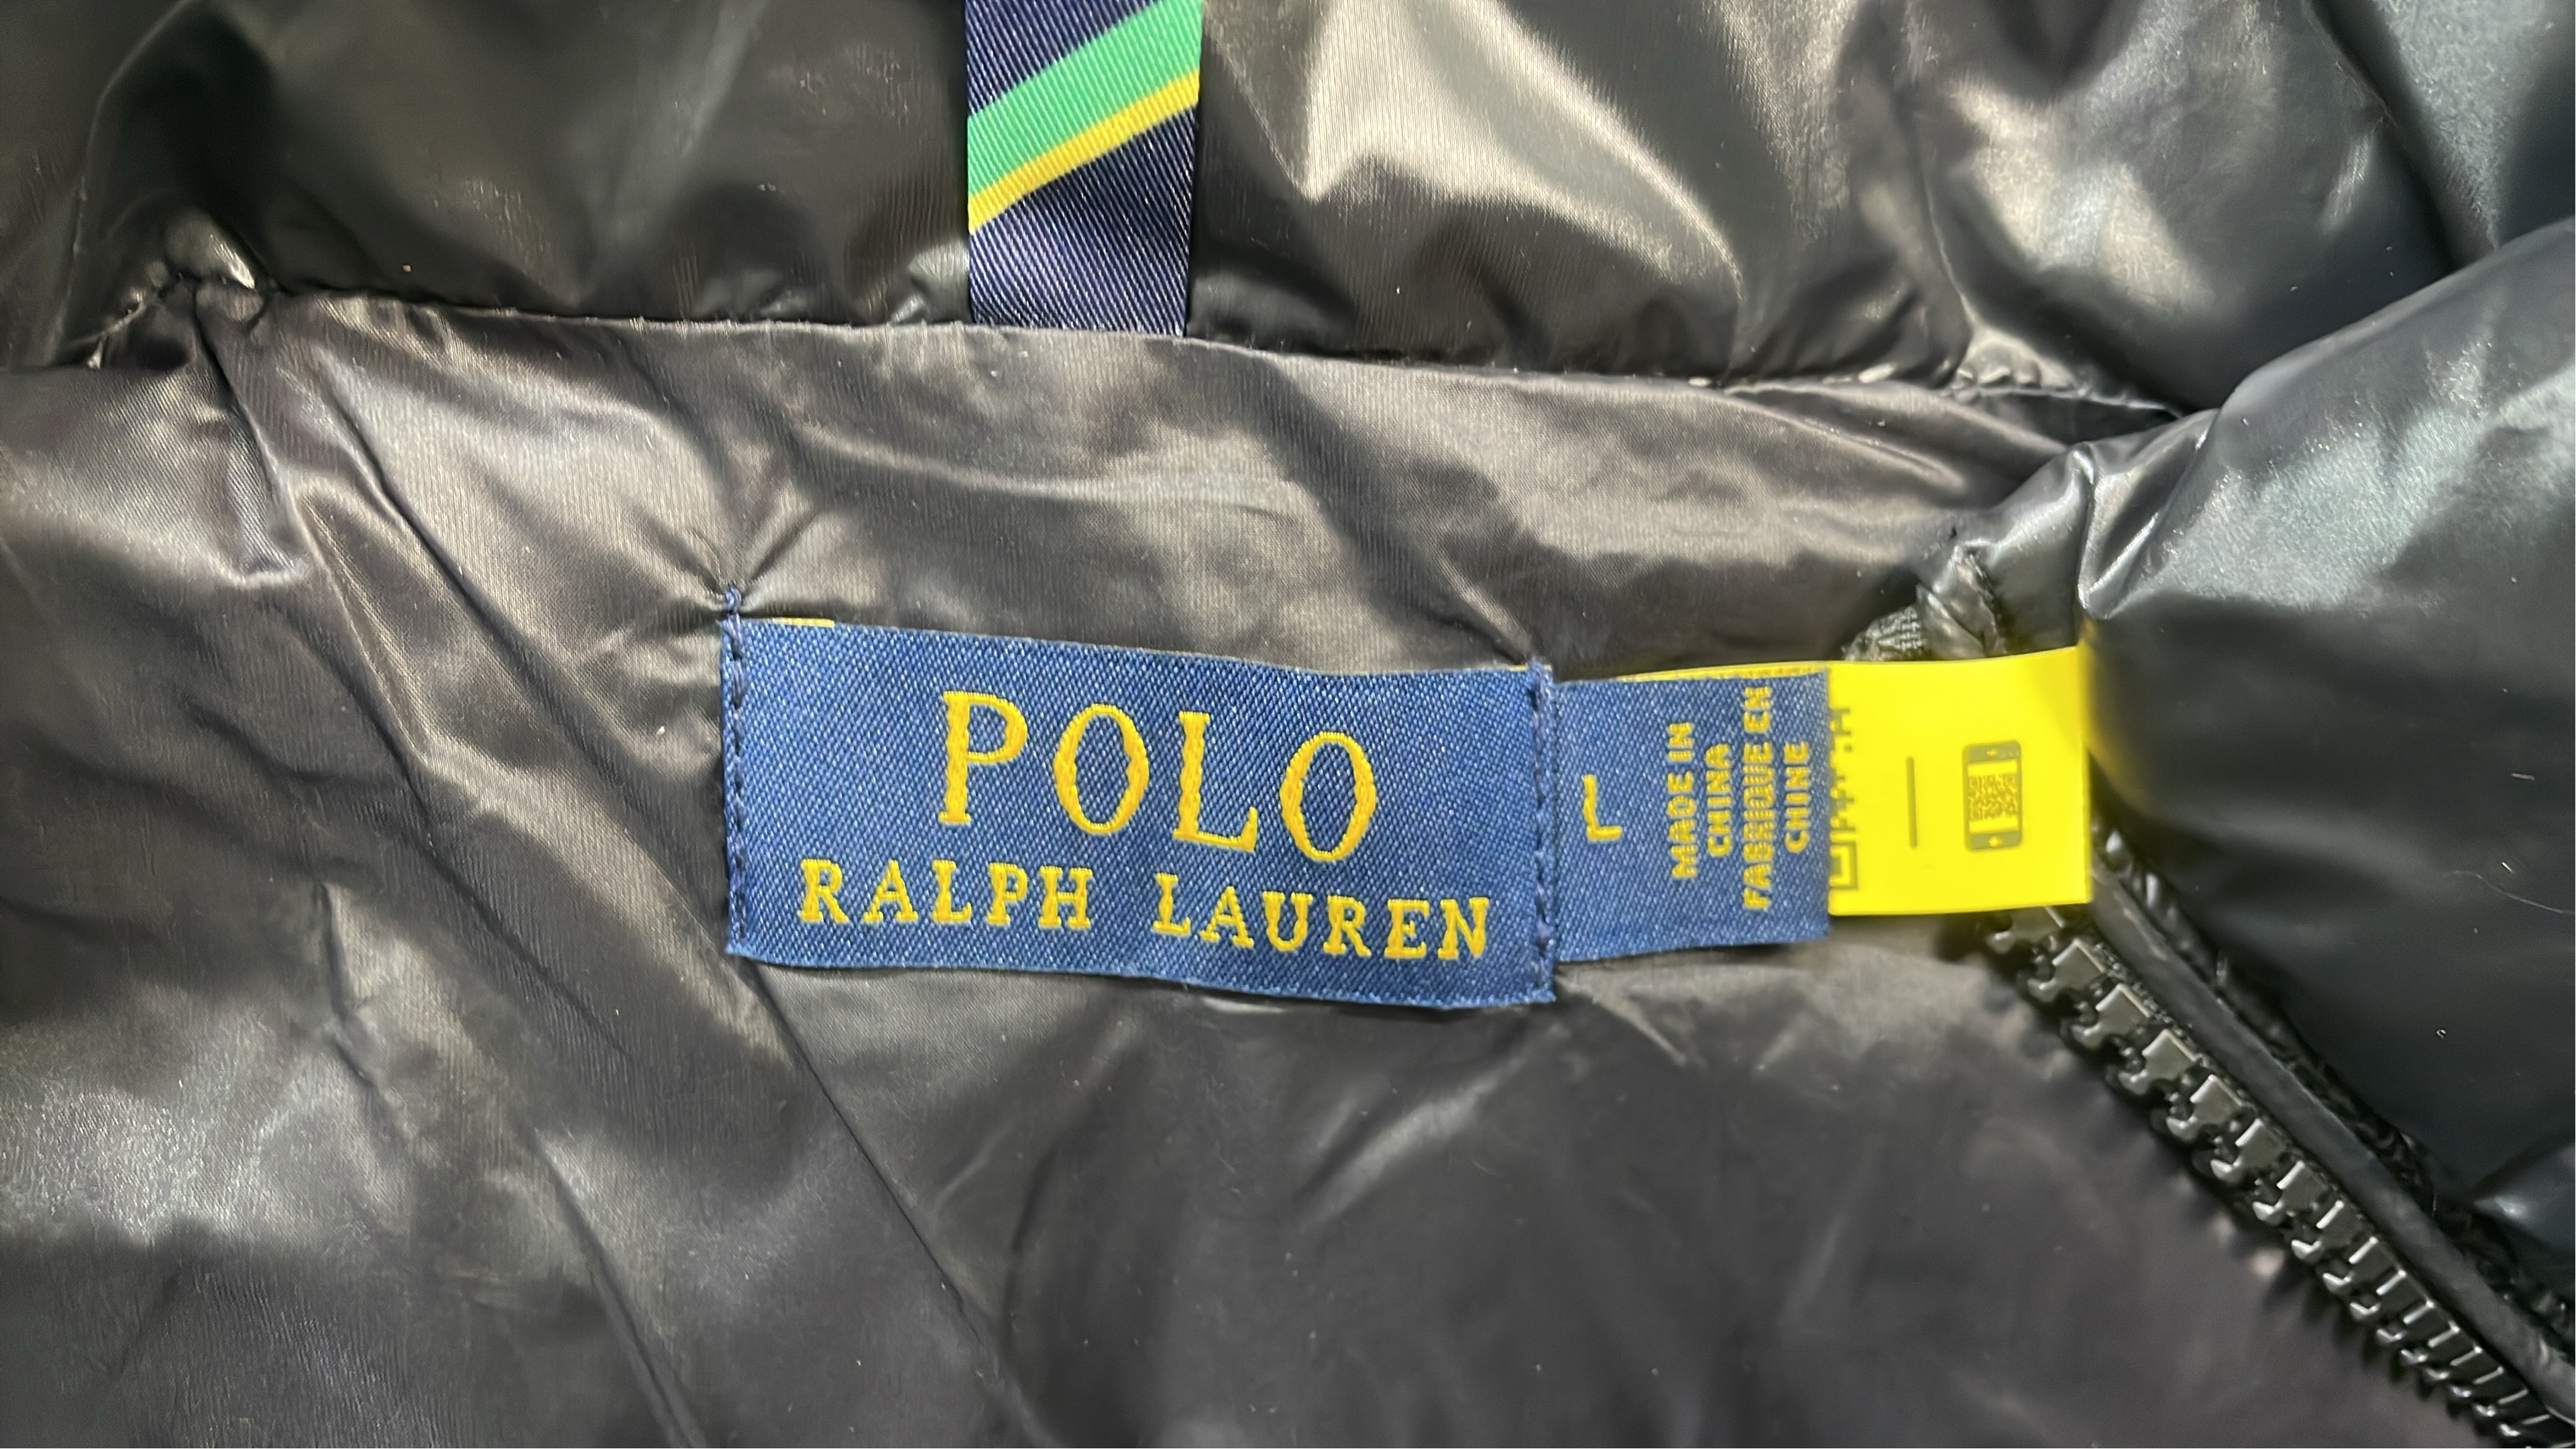 POLO
RALPH LAUREN
L
MADE IN
CHINA
FABRIQUE EN
CHINE